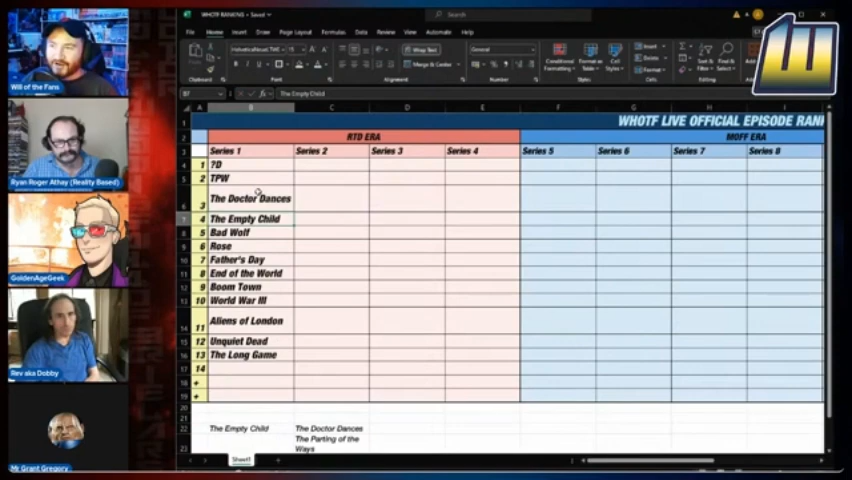 WHOTF RANKING • Saved
Search
File
Home
Insert
Draw
Page Layout
Formulas
Data
Review
View
Automate
Help
Wrap Text
Merge & Center
General
Conditional Formatting
Format as Table
Cell Styles
Insert
Delete
Format
Sort & Filter
Find & Select
Clipboard
Font
Alignment
Number
Styles
Cells
Editing
B7
The Empty Child
A B C D E F G H I
WHOTF LIVE OFFICIAL EPISODE RANK
RTD ERA
MOFF ERA
Series 1 Series 2 Series 3 Series 4 Series 5 Series 6 Series 7 Series 8
1 ?D
2 TPW
3 The Doctor Dances
4 The Empty Child
5 Bad Wolf
6 Rose
7 Father's Day
8 End of the World
9 Boom Town
10 World War III
11 Aliens of London
12 Unquiet Dead
13 The Long Game
14
+
+
The Empty Child
The Doctor Dances
The Parting of the
Ways
Sheet1
Will of the Fans
Ryan Roger Athay (Reality Based)
GoldenAgeGeek
Rev aka Dobby
Mr Grant Gregory